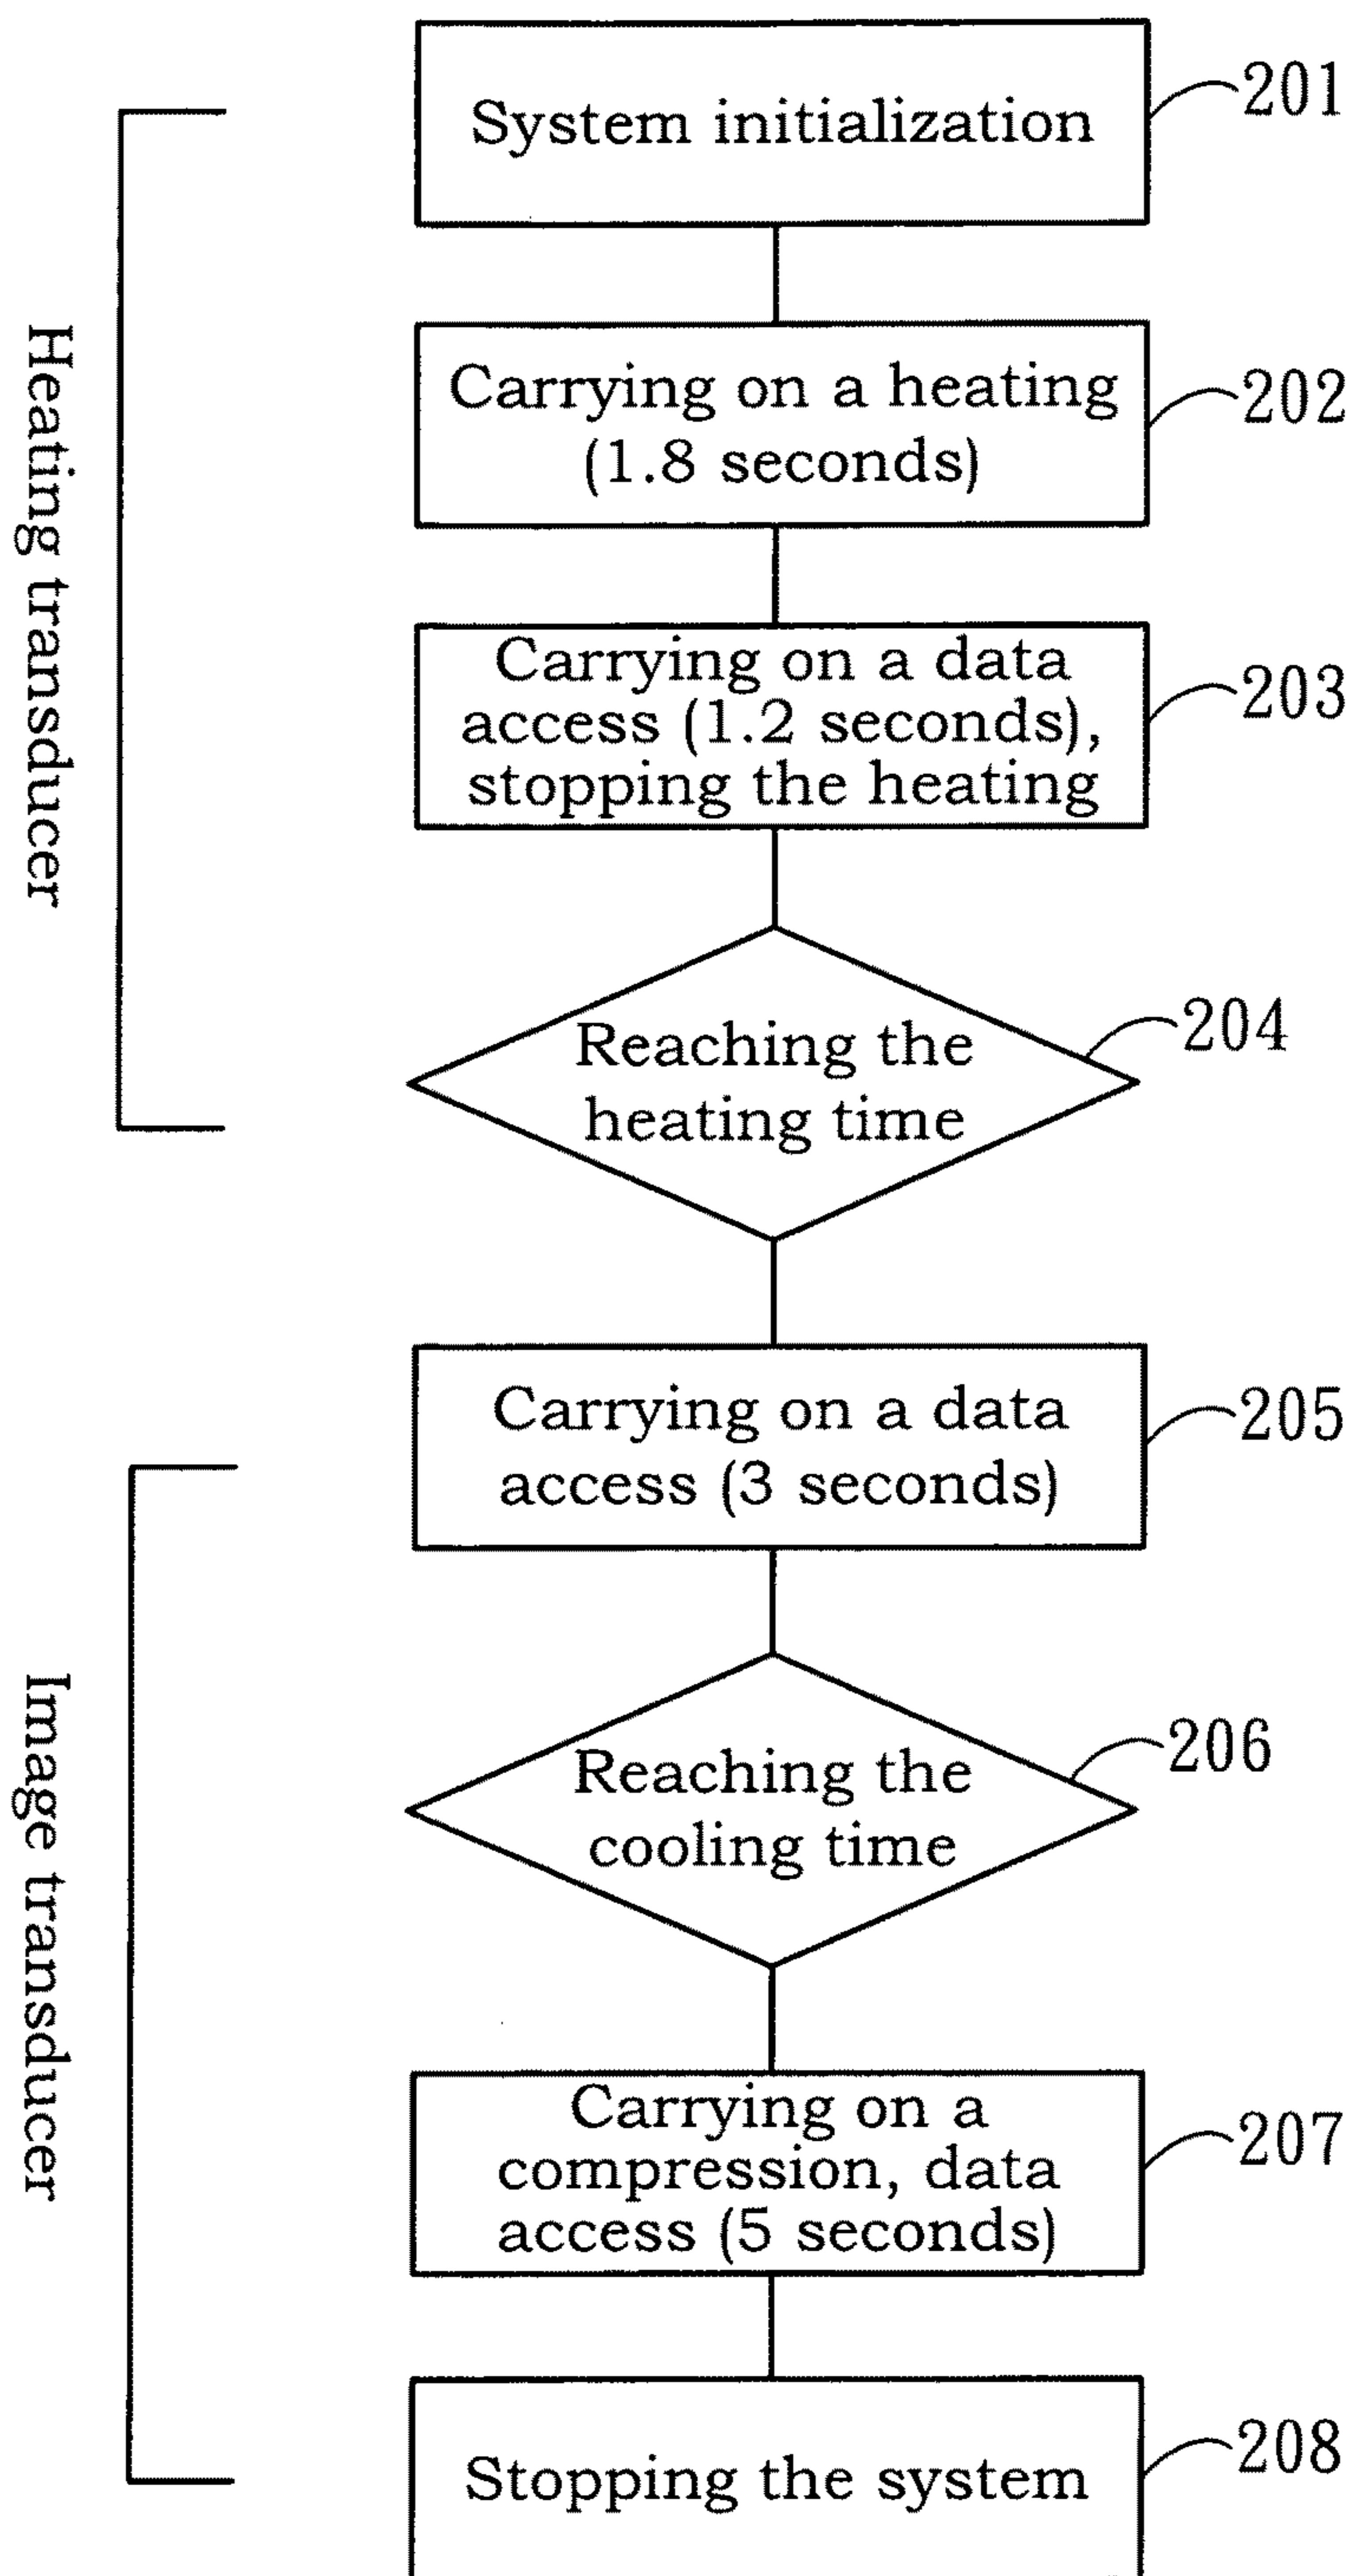 System initialization
201
Heating transducer
Carrying on a heating
(1.8 seconds)
202
Carrying on a data
access (1.2 seconds),
stopping the heating
203
Reaching the
heating time
204
Carrying on a data
access (3 seconds)
205
Image transducer
Reaching the
cooling time
206
Carrying on a
compression, data
access (5 seconds)
207
Stopping the system
208